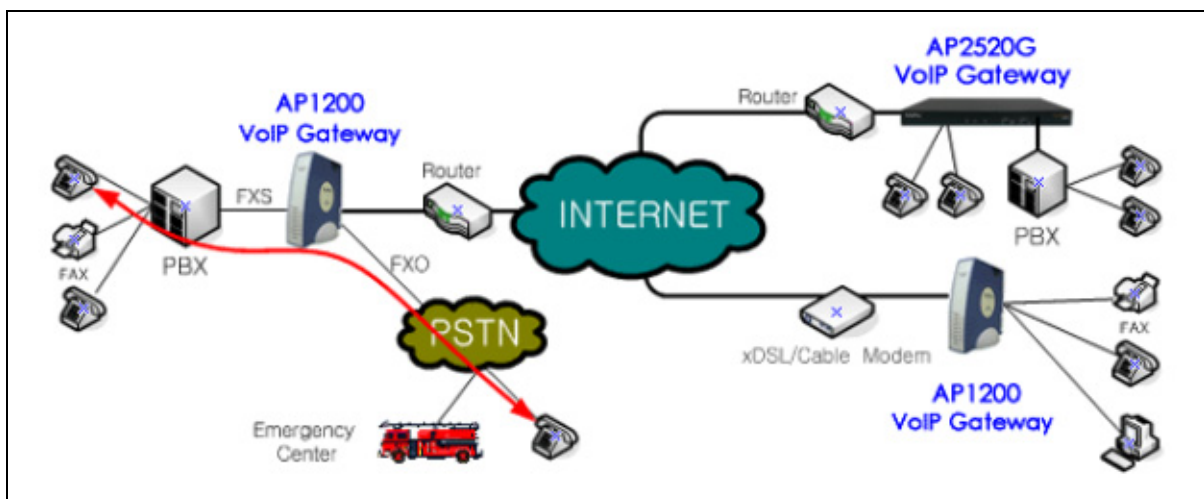 AP1200
VoIP Gateway
PBX
FAX
FXS
Router
FXO
PSTN
Emergency
Center
INTERNET
Router
AP2520G
VoIP Gateway
PBX
xDSL/Cable Modem
AP1200
VoIP Gateway
FAX